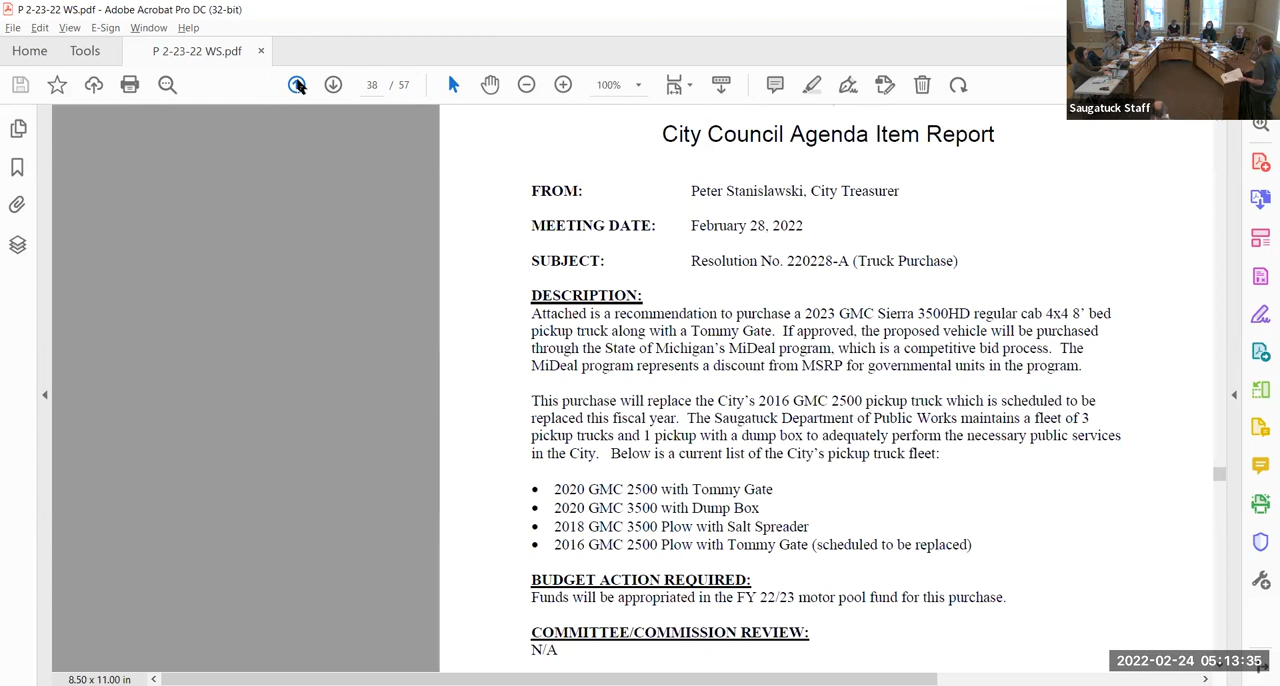 P 2-23-22 WS.pdf - Adobe Acrobat Pro DC (32-bit)
File Edit View E-Sign Window Help
Home Tools P 2-23-22 WS.pdf ×
38 / 57 100%
Saugatuck Staff
City Council Agenda Item Report
FROM: Peter Stanislawski, City Treasurer
MEETING DATE: February 28, 2022
SUBJECT: Resolution No. 220228-A (Truck Purchase)
DESCRIPTION:
Attached is a recommendation to purchase a 2023 GMC Sierra 3500HD regular cab 4x4 8’ bed
pickup truck along with a Tommy Gate. If approved, the proposed vehicle will be purchased
through the State of Michigan’s MiDeal program, which is a competitive bid process. The
MiDeal program represents a discount from MSRP for governmental units in the program.
This purchase will replace the City’s 2016 GMC 2500 pickup truck which is scheduled to be
replaced this fiscal year. The Saugatuck Department of Public Works maintains a fleet of 3
pickup trucks and 1 pickup with a dump box to adequately perform the necessary public services
in the City. Below is a current list of the City’s pickup truck fleet:
• 2020 GMC 2500 with Tommy Gate
• 2020 GMC 3500 with Dump Box
• 2018 GMC 3500 Plow with Salt Spreader
• 2016 GMC 2500 Plow with Tommy Gate (scheduled to be replaced)
BUDGET ACTION REQUIRED:
Funds will be appropriated in the FY 22/23 motor pool fund for this purchase.
COMMITTEE/COMMISSION REVIEW:
N/A
2022-02-24 05:13:35
8.50 x 11.00 in